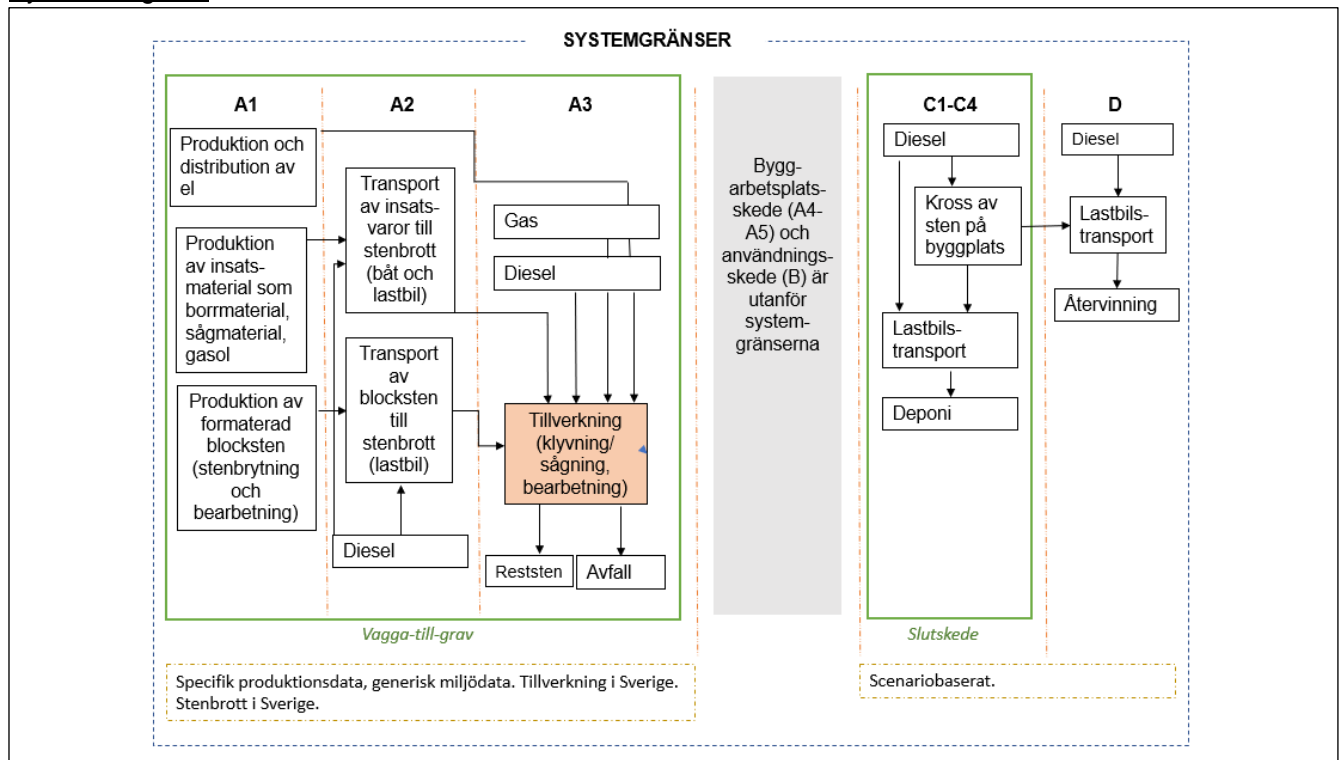 SYSTEMGRÄNSER
A1
Produktion och
distribution av
el
Produktion
av insats-
material som
borrmaterial,
sågmaterial,
gasol
Produktion av
formaterad
blocksten
(stenbrytning
och
bearbetning)
A2
Transport
av insats-
varor till
stenbrott
(båt och
lastbil)
Transport
av
blocksten
till
stenbrott
(lastbil)
Diesel
A3
Gas
Diesel
Tillverkning
(klyvning/
sågning,
bearbetning)
Reststen
Avfall
Vagga-till-grav
Specifik produktionsdata, generisk miljödata. Tillverkning i Sverige.
Stenbrott i Sverige.
Bygg-
arbetsplats-
skede (A4-
A5) och
användnings-
skede (B) är
utanför
system-
gränserna
C1-C4
Diesel
Kross av
sten på
byggplats
Lastbils-
transport
Deponi
Slutskede
D
Diesel
Lastbils-
transport
Återvinning
Scenariobaserat.